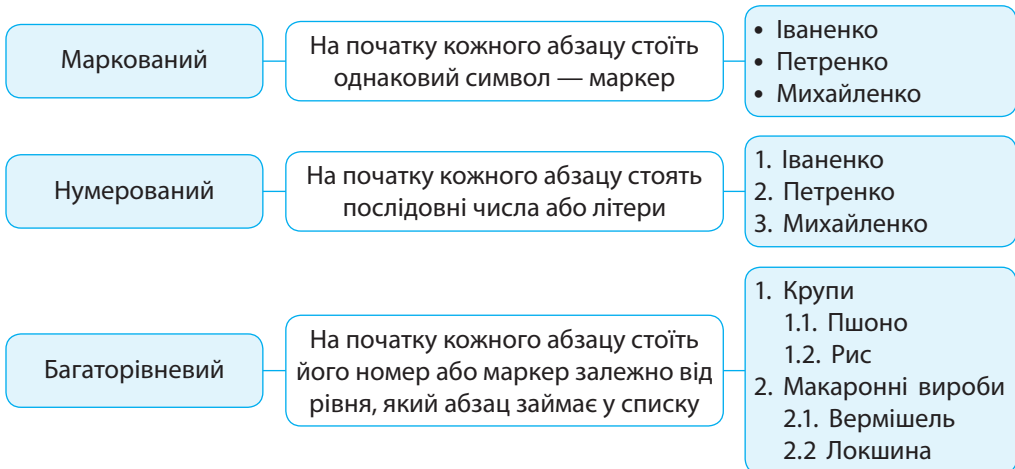 Маркований
На початку кожного абзацу стоїть
однаковий символ — маркер
• Іваненко
• Петренко
• Михайленко
Нумерований
На початку кожного абзацу стоять
послідовні числа або літери
1. Іваненко
2. Петренко
3. Михайленко
Багаторівневий
На початку кожного абзацу стоїть
його номер або маркер залежно від
рівня, який абзац займає у списку
1. Крупи
1.1. Пшоно
1.2. Рис
2. Макаронні вироби
2.1. Вермішель
2.2 Локшина